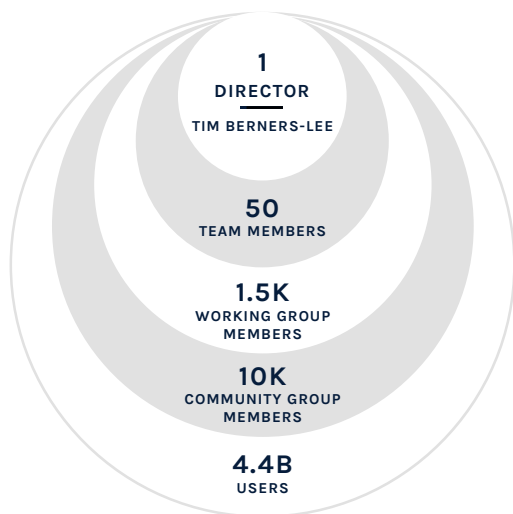 1
DIRECTOR
TIM BERNERS-LEE
50
TEAM MEMBERS
1.5K
WORKING GROUP
MEMBERS
10K
COMMUNITY GROUP
MEMBERS
4.4B
USERS